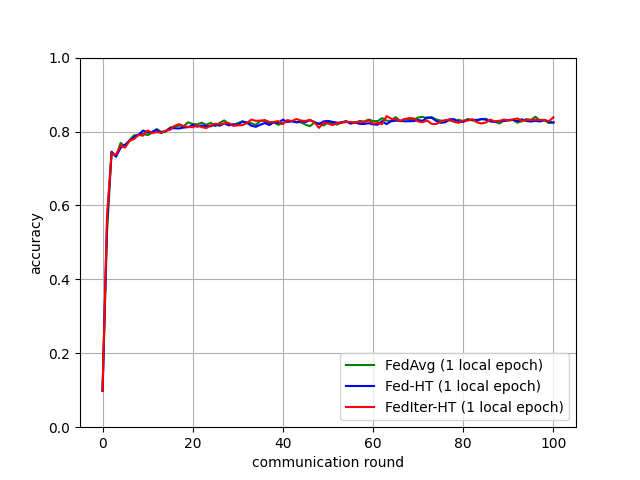 1.0
0.8
0.6
0.4
0.2
0.0
accuracy
FedAvg (1 local epoch)
Fed-HT (1 local epoch)
FedIter-HT (1 local epoch)
0 20 40 60 80 100
communication round